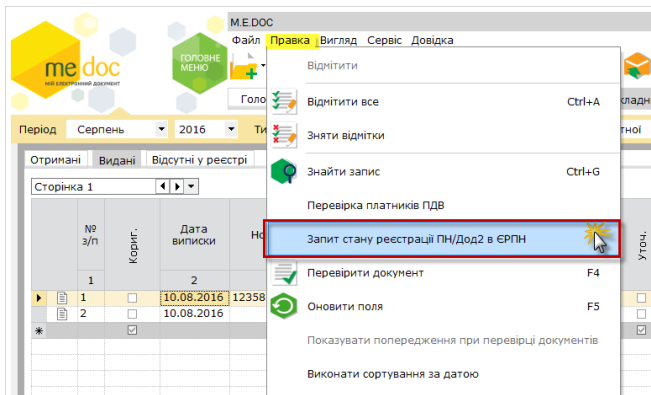 M.E.DOC
me doc
мій електронний документ
ГОЛОВНЕ МЕНЮ
Файл Правка Вигляд Сервіс Довідка
Період Серпень 2016
Отримані Видані Відсутні у реєстрі
Сторінка 1
№ з/п
Кориг.
Дата виписки
1 2
1 10.08.2016 12358
2 10.08.2016
Відмітити
Відмітити все Ctrl+A
Зняти відмітки
Знайти запис Ctrl+G
Перевірка платників ПДВ
Запит стану реєстрації ПН/Дод2 в ЄРПН
Перевірити документ F4
Оновити поля F5
Показувати попередження при перевірці документів
Виконати сортування за датою
Уточ.